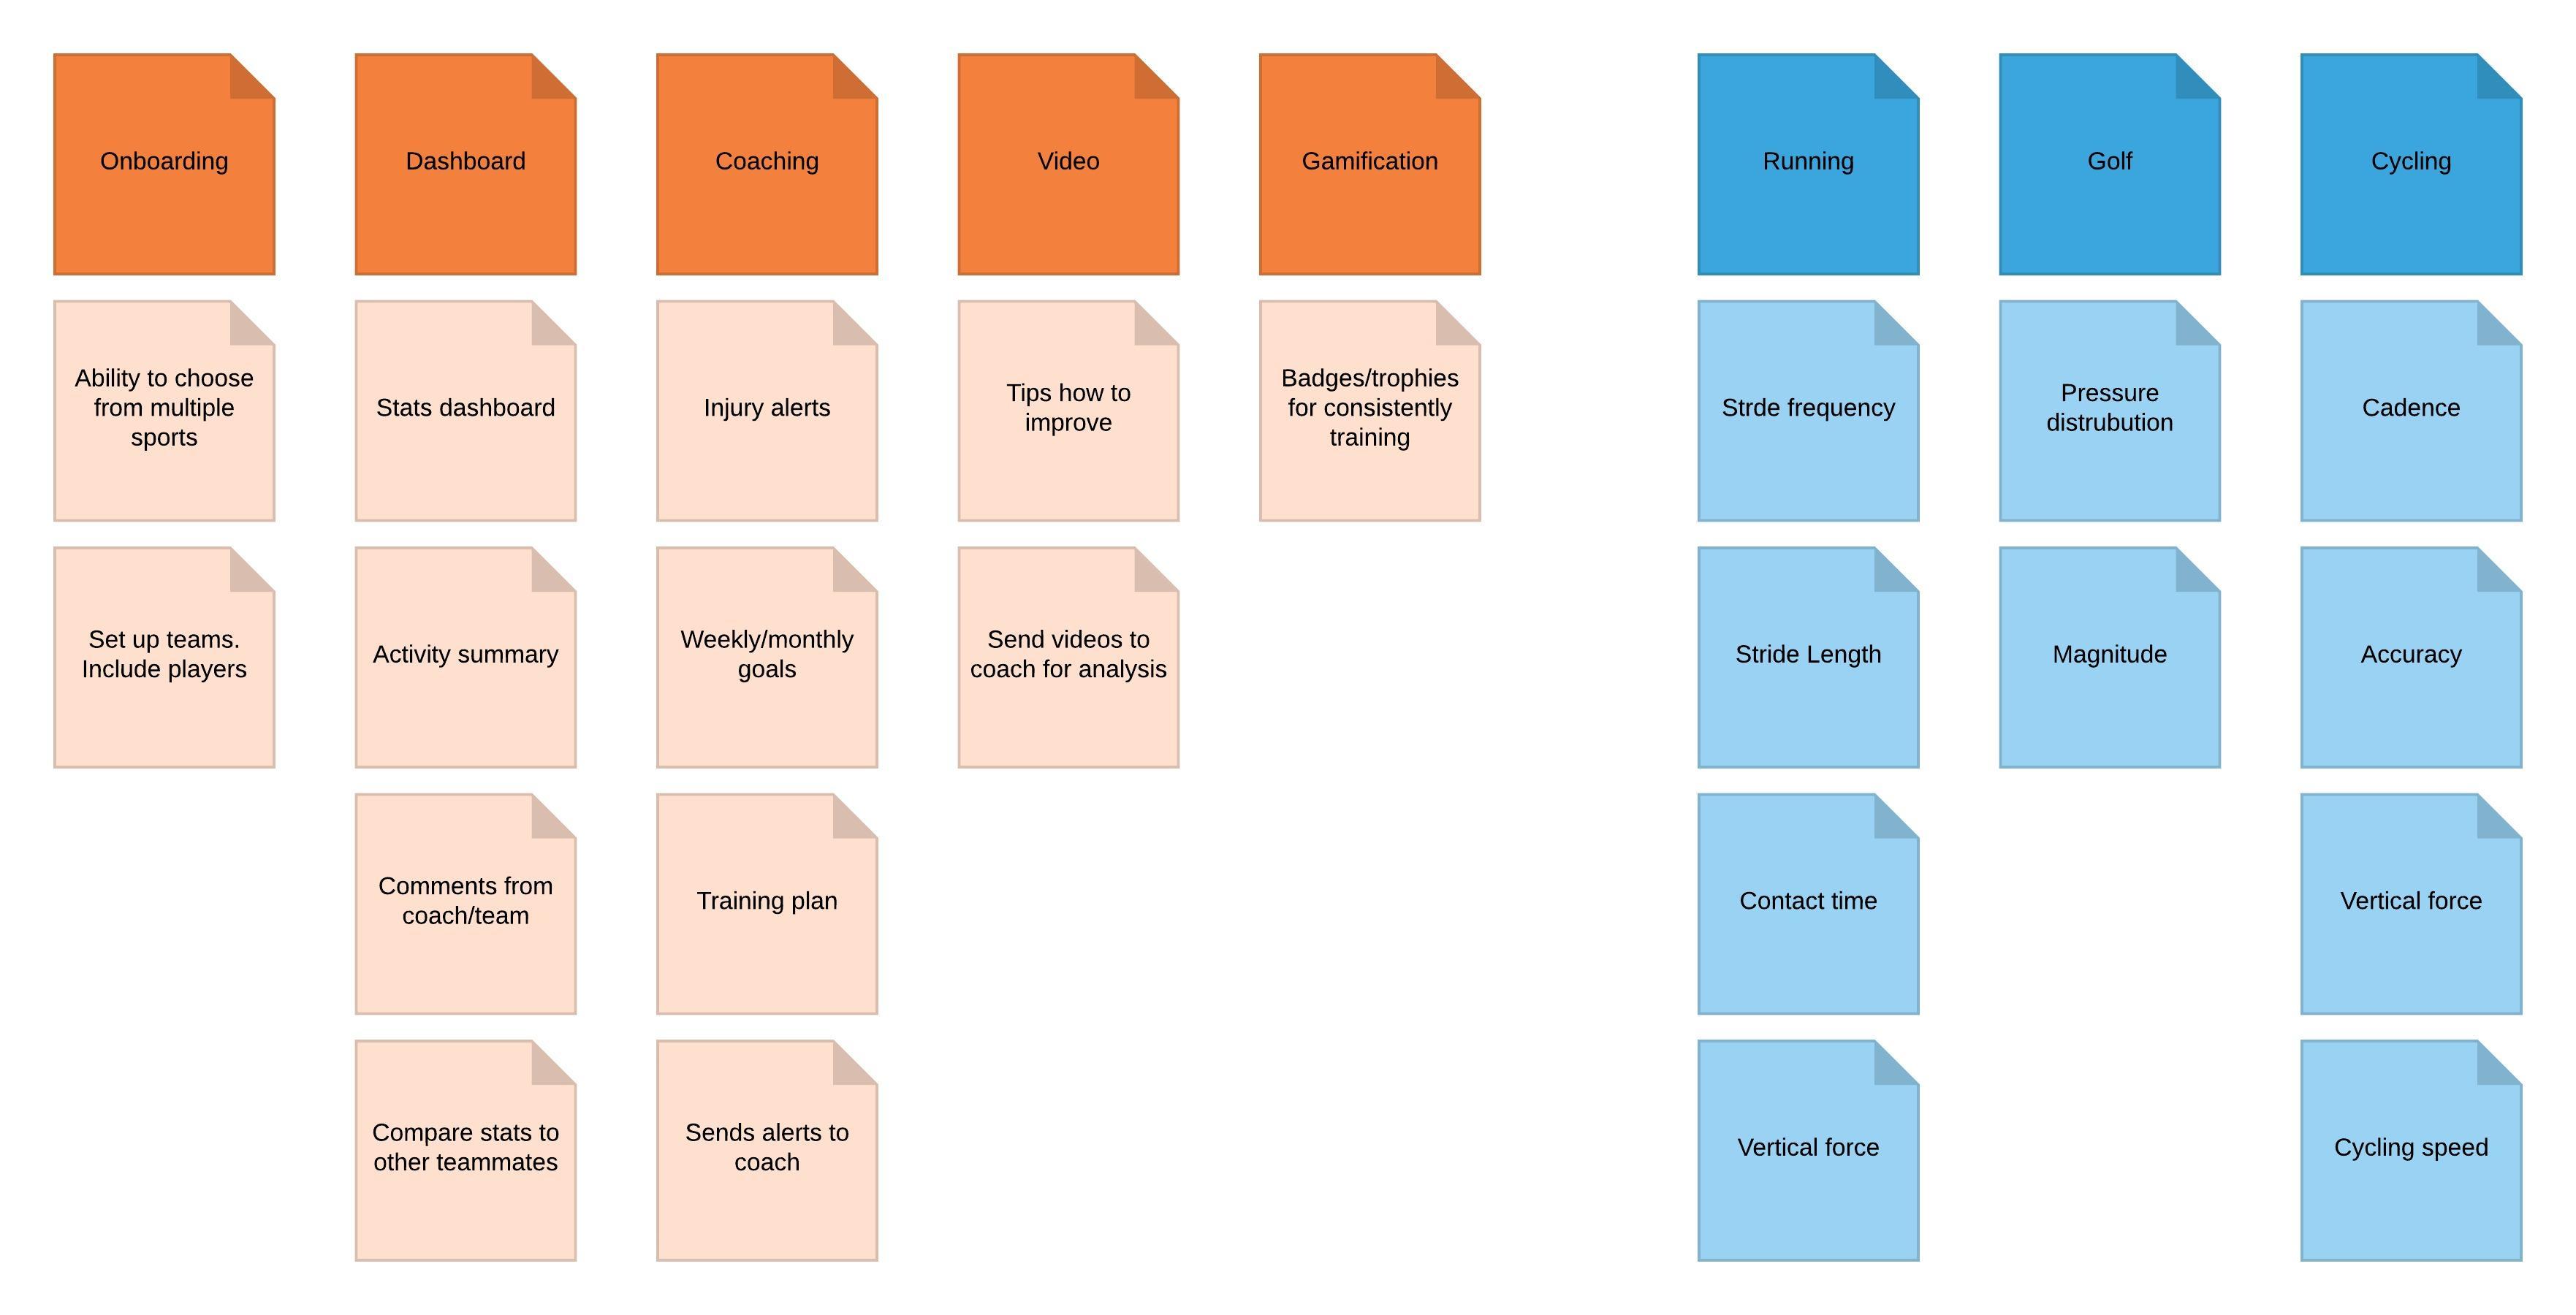 Onboarding
Dashboard
Coaching
Video
Gamification
Running
Golf
Cycling
Ability to choose
from multiple
sports
Stats dashboard
Injury alerts
Tips how to
improve
Badges/trophies
for consistently
training
Strde frequency
Pressure
distrubution
Cadence
Set up teams.
Include players
Activity summary
Weekly/monthly
goals
Send videos to
coach for analysis
Stride Length
Magnitude
Accuracy
Comments from
coach/team
Training plan
Contact time
Vertical force
Compare stats to
other teammates
Sends alerts to
coach
Vertical force
Cycling speed